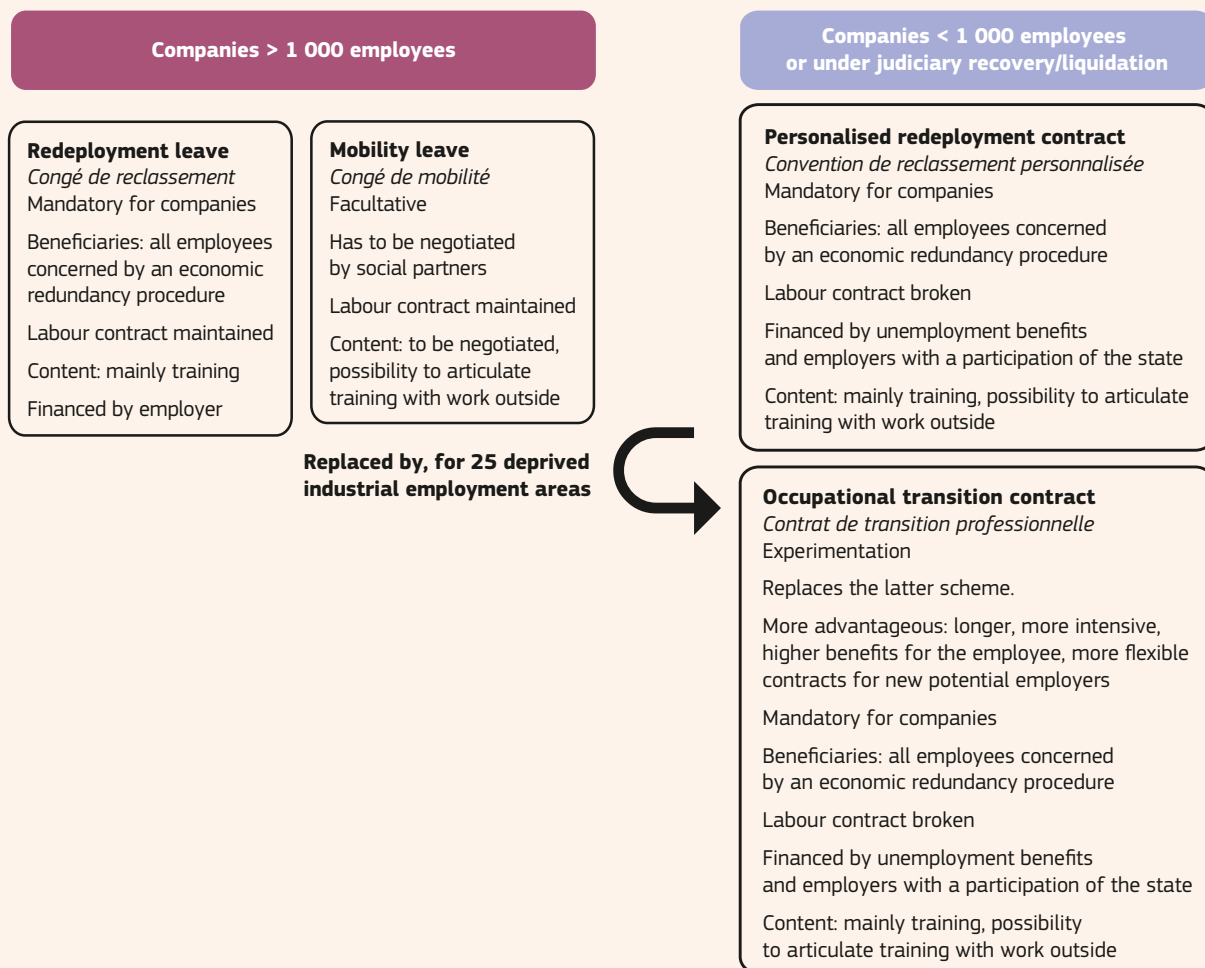 Companies > 1 000 employees
Redeployment leave
Congé de reclassement
Mandatory for companies
Beneficiaries: all employees
concerned by an economic
redundancy procedure
Labour contract maintained
Content: mainly training
Financed by employer
Mobility leave
Congé de mobilité
Facultative
Has to be negotiated
by social partners
Labour contract maintained
Content: to be negotiated,
possibility to articulate
training with work outside
Replaced by, for 25 deprived
industrial employment areas
Companies < 1 000 employees
or under judiciary recovery/liquidation
Personalised redeployment contract
Convention de reclassement personnalisée
Mandatory for companies
Beneficiaries: all employees concerned
by an economic redundancy procedure
Labour contract broken
Financed by unemployment benefits
and employers with a participation of the state
Content: mainly training, possibility to articulate
training with work outside
Occupational transition contract
Contrat de transition professionnelle
Experimentation
Replaces the latter scheme.
More advantageous: longer, more intensive,
higher benefits for the employee, more flexible
contracts for new potential employers
Mandatory for companies
Beneficiaries: all employees concerned
by an economic redundancy procedure
Labour contract broken
Financed by unemployment benefits
and employers with a participation of the state
Content: mainly training, possibility
to articulate training with work outside